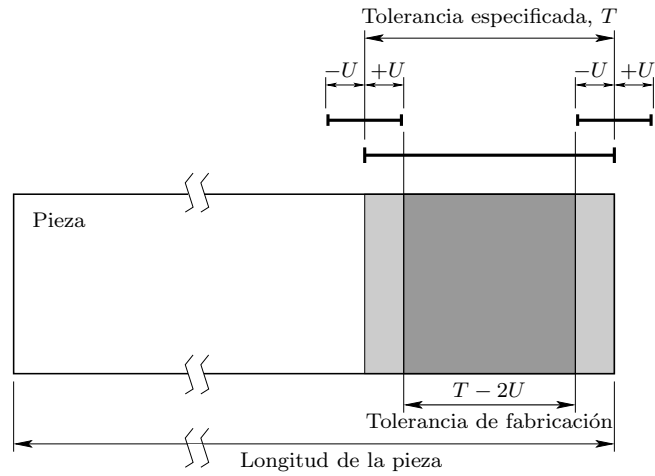 Tolerancia especificada, T
−U +U −U +U
Pieza
T − 2U
Tolerancia de fabricación
Longitud de la pieza